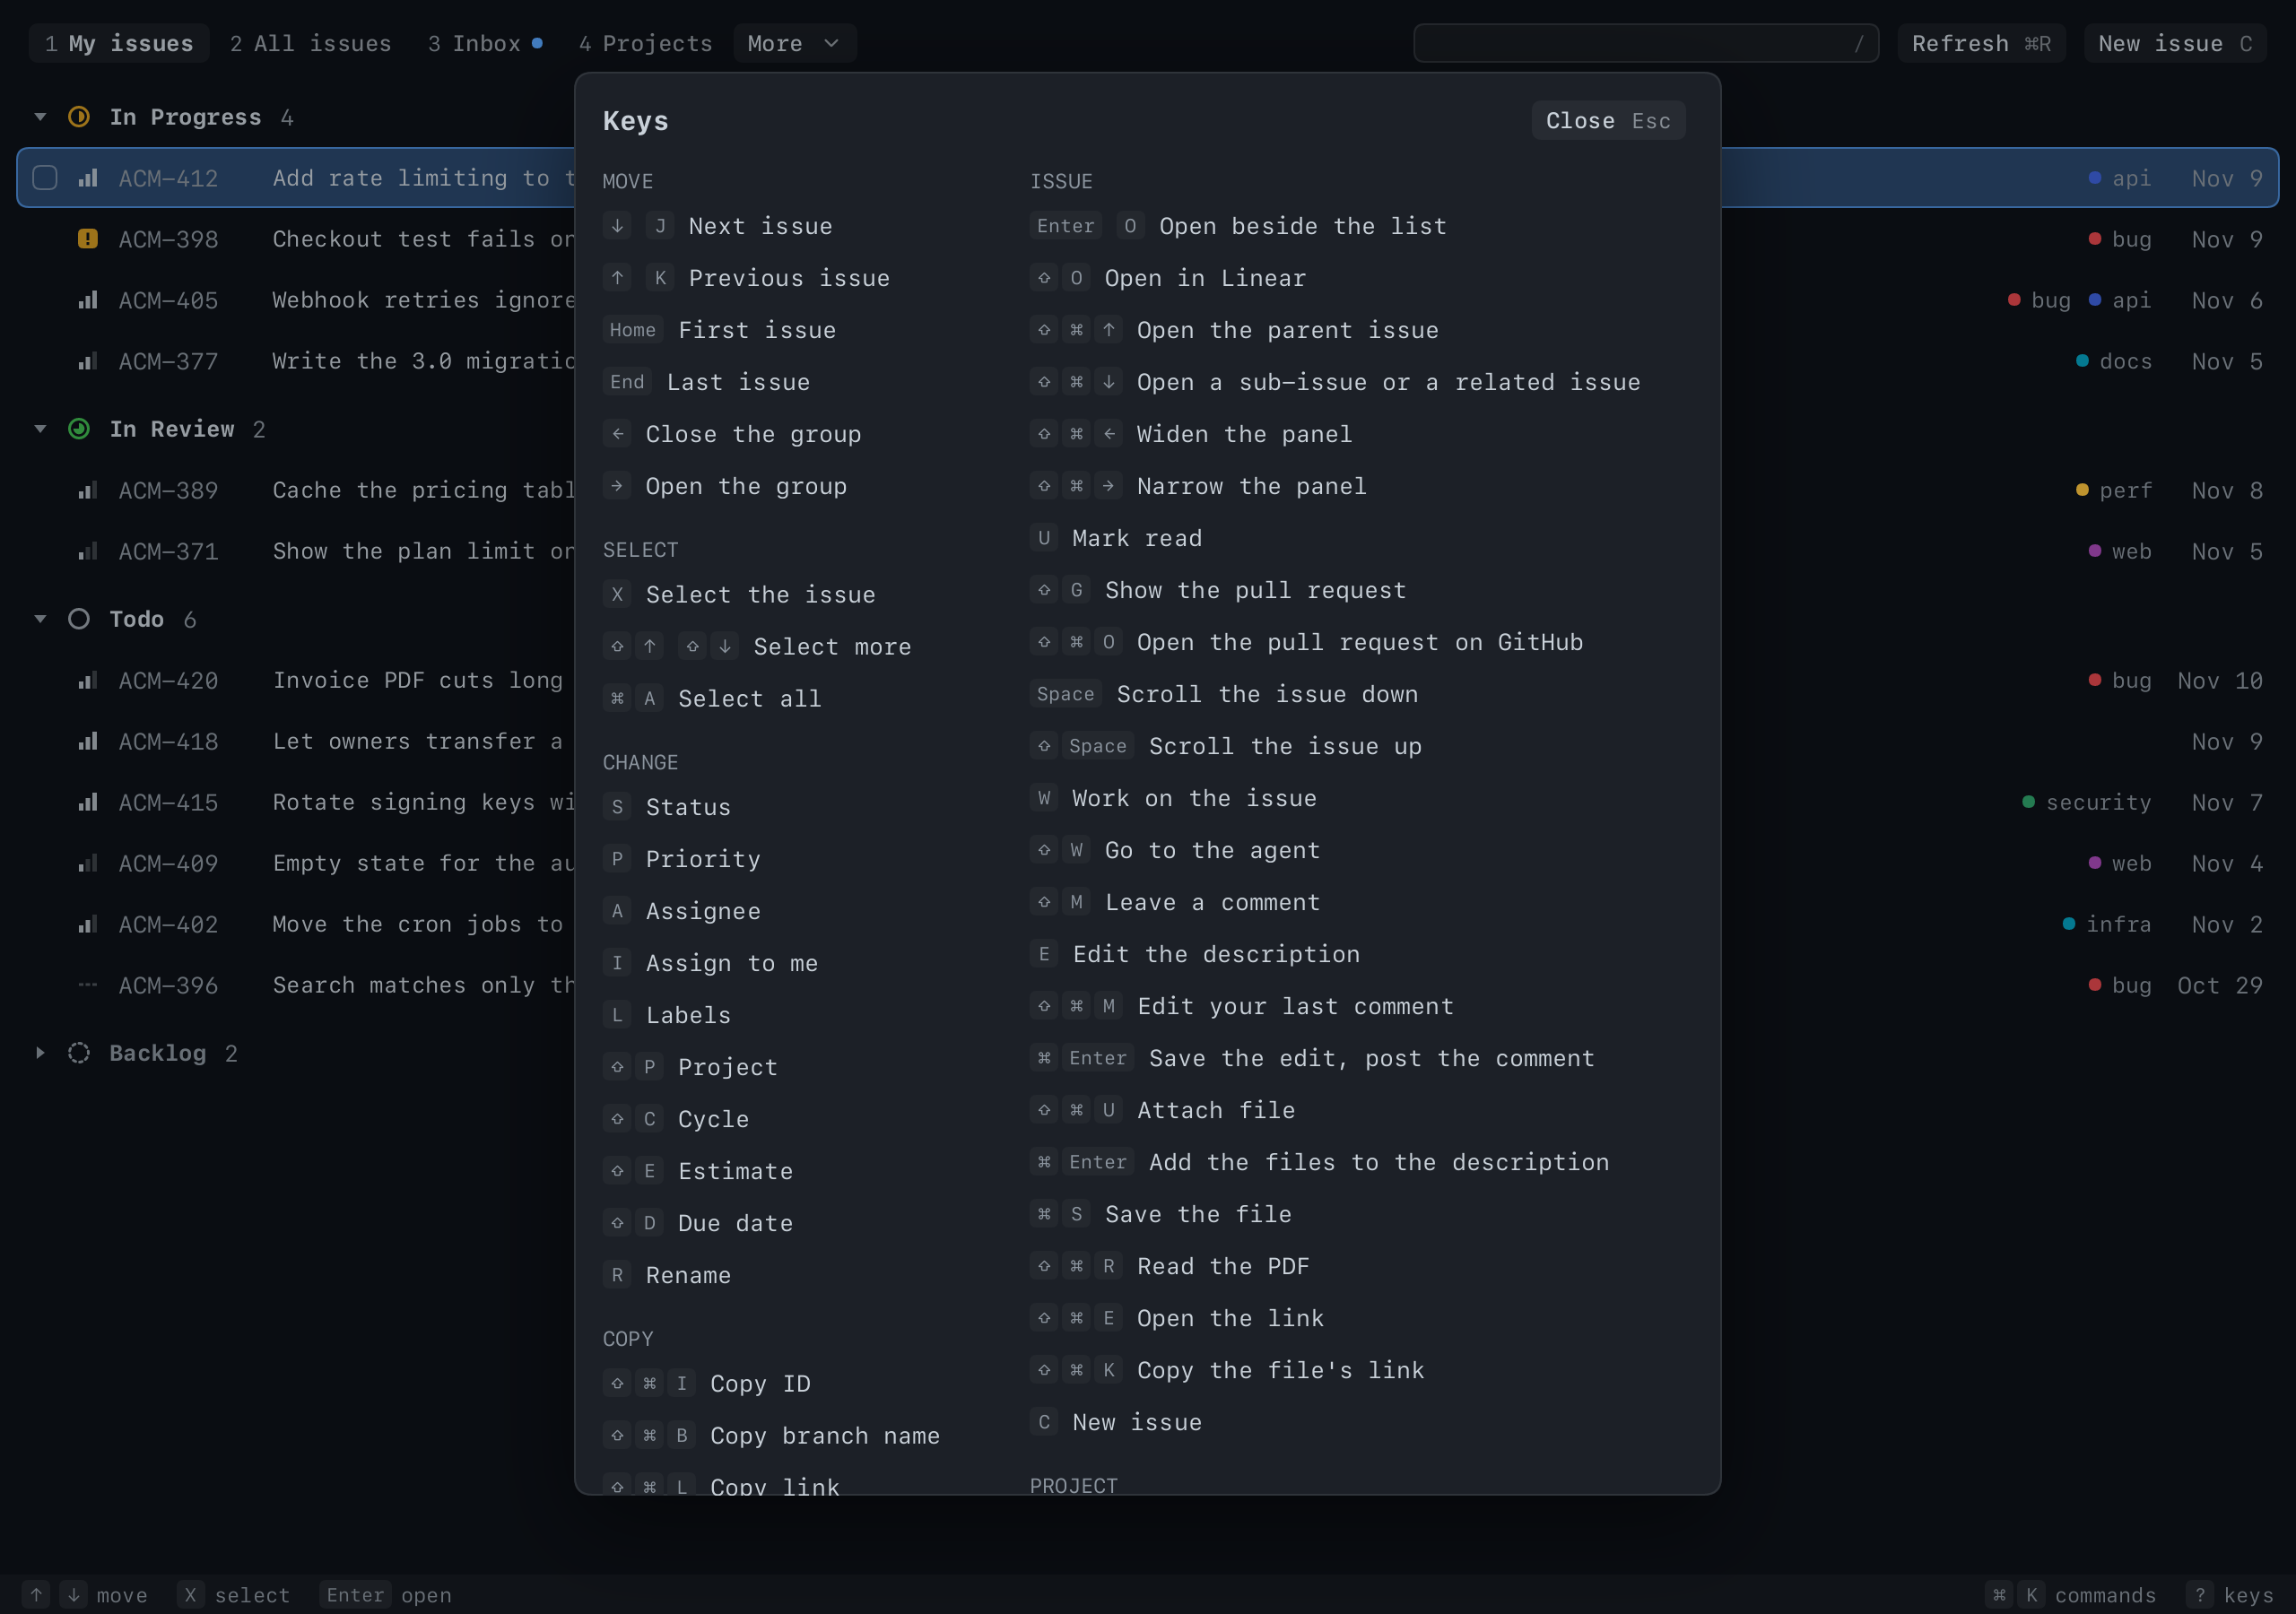 1 My issues 2 All issues 3 Inbox 4 Projects More / Refresh ⌘R New issue C
In Progress 4
ACM-412 Add rate limiting to t api Nov 9
ACM-398 Checkout test fails on bug Nov 9
ACM-405 Webhook retries ignore bug api Nov 6
ACM-377 Write the 3.0 migratio docs Nov 5
In Review 2
ACM-389 Cache the pricing tabl perf Nov 8
ACM-371 Show the plan limit on web Nov 5
Todo 6
ACM-420 Invoice PDF cuts long bug Nov 10
ACM-418 Let owners transfer a Nov 9
ACM-415 Rotate signing keys wi security Nov 7
ACM-409 Empty state for the au web Nov 4
ACM-402 Move the cron jobs to infra Nov 2
ACM-396 Search matches only th bug Oct 29
Backlog 2
Keys Close Esc
MOVE
↓ J Next issue
↑ K Previous issue
Home First issue
End Last issue
← Close the group
→ Open the group
SELECT
X Select the issue
⇧ ↑ ⇧ ↓ Select more
⌘ A Select all
CHANGE
S Status
P Priority
A Assignee
I Assign to me
L Labels
⇧ P Project
⇧ C Cycle
⇧ E Estimate
⇧ D Due date
R Rename
COPY
⇧ ⌘ I Copy ID
⇧ ⌘ B Copy branch name
⇧ ⌘ L Copy link
ISSUE
Enter O Open beside the list
⇧ O Open in Linear
⇧ ⌘ ↑ Open the parent issue
⇧ ⌘ ↓ Open a sub-issue or a related issue
⇧ ⌘ ← Widen the panel
⇧ ⌘ → Narrow the panel
U Mark read
⇧ G Show the pull request
⇧ ⌘ O Open the pull request on GitHub
Space Scroll the issue down
⇧ Space Scroll the issue up
W Work on the issue
⇧ W Go to the agent
⇧ M Leave a comment
E Edit the description
⇧ ⌘ M Edit your last comment
⌘ Enter Save the edit, post the comment
⇧ ⌘ U Attach file
⌘ Enter Add the files to the description
⌘ S Save the file
⇧ ⌘ R Read the PDF
⇧ ⌘ E Open the link
⇧ ⌘ K Copy the file's link
C New issue
PROJECT
↑ ↓ move X select Enter open ⌘ K commands ? keys